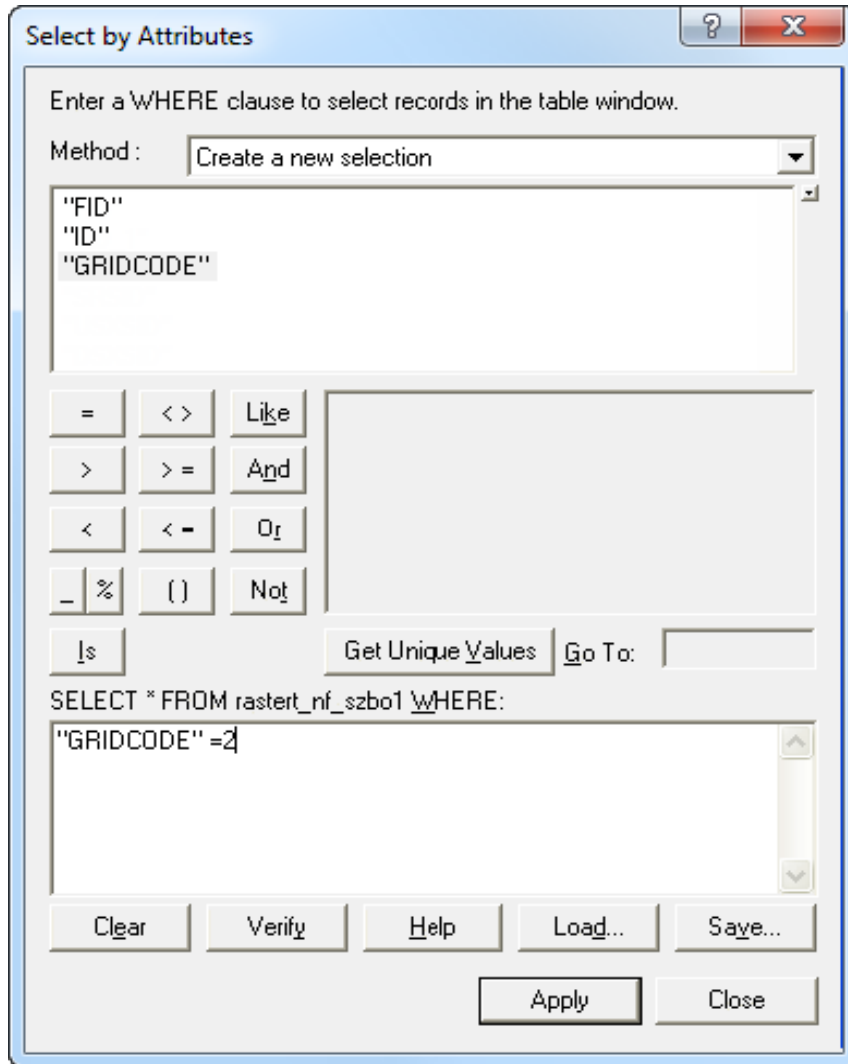 Select by Attributes
?
X
Enter a WHERE clause to select records in the table window.
Method : Create a new selection
"FID"
"ID"
"GRIDCODE"
= < > Like
> > = And
< < = Or
_ % ( ) Not
Is Get Unique Values Go To:
SELECT * FROM rastert_nf_szbo1 WHERE:
"GRIDCODE" =2
Clear Verify Help Load... Save...
Apply Close